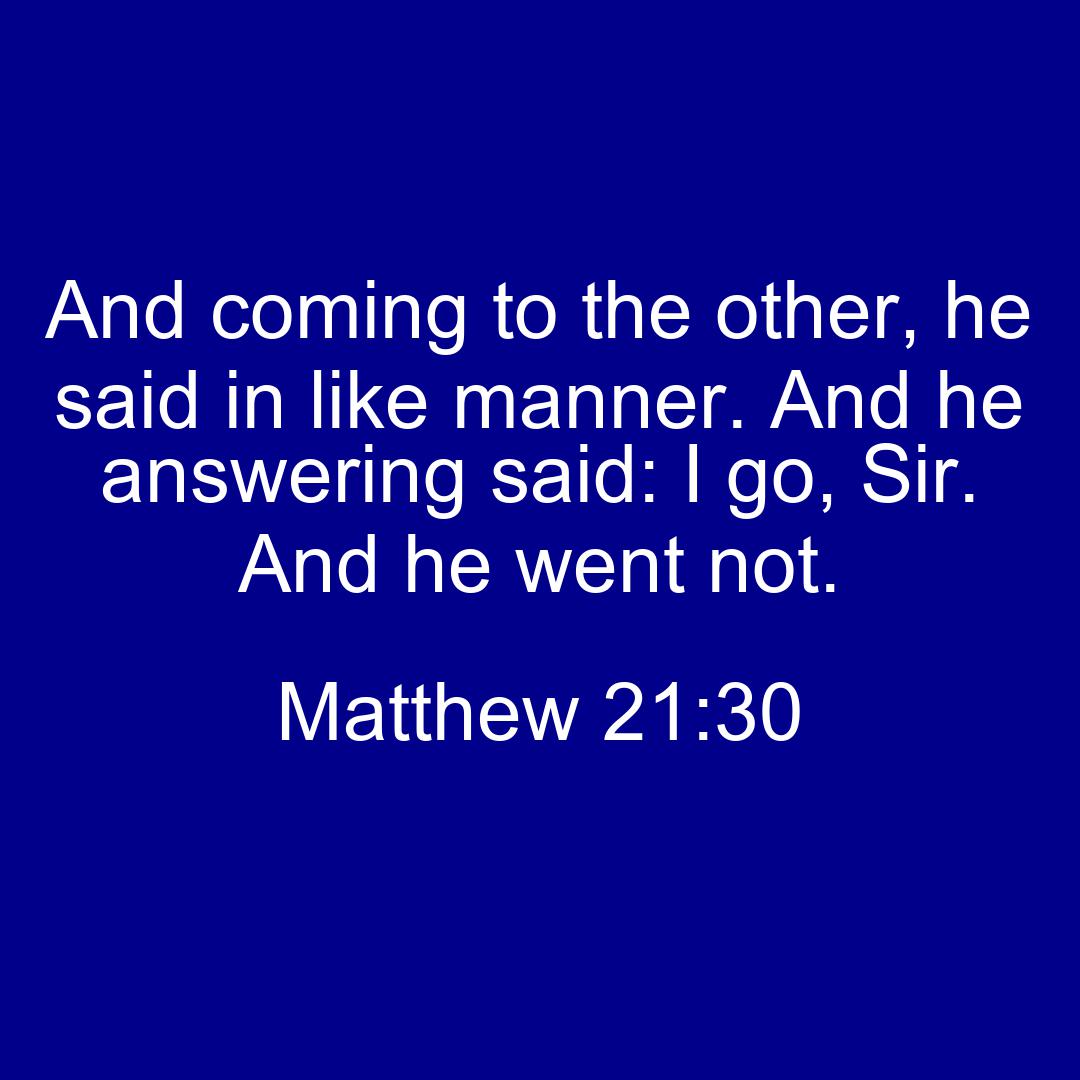 And coming to the other, he
said in like manner. And he
answering said: I go, Sir.
And he went not.
Matthew 21:30